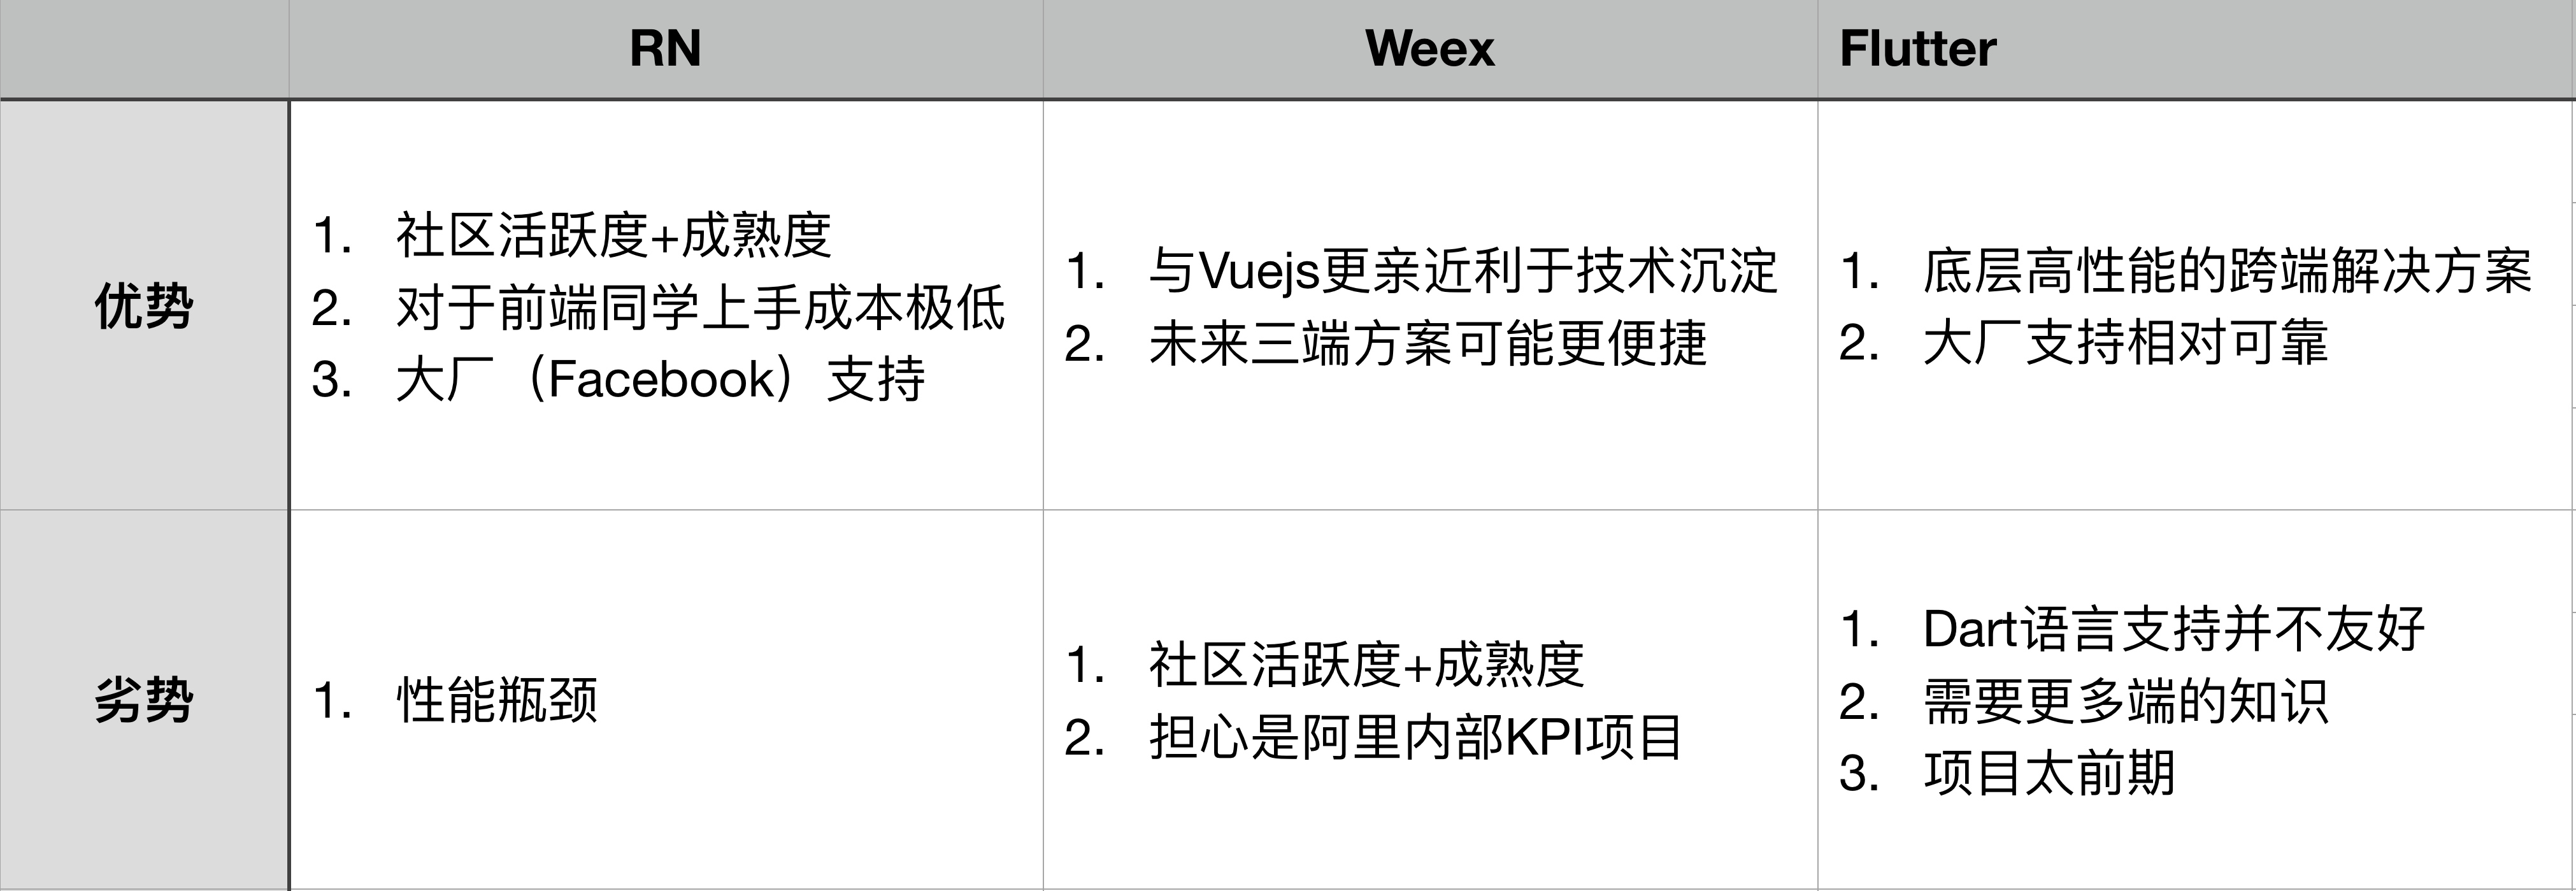 RN
Weex
Flutter
优势
1. 社区活跃度+成熟度
2. 对于前端同学上手成本极低
3. 大厂（Facebook）支持
1. 与Vuejs更亲近利于技术沉淀
2. 未来三端方案可能更便捷
1. 底层高性能的跨端解决方案
2. 大厂支持相对可靠
劣势
1. 性能瓶颈
1. 社区活跃度+成熟度
2. 担心是阿里内部KPI项目
1. Dart语言支持并不友好
2. 需要更多端的知识
3. 项目太前期